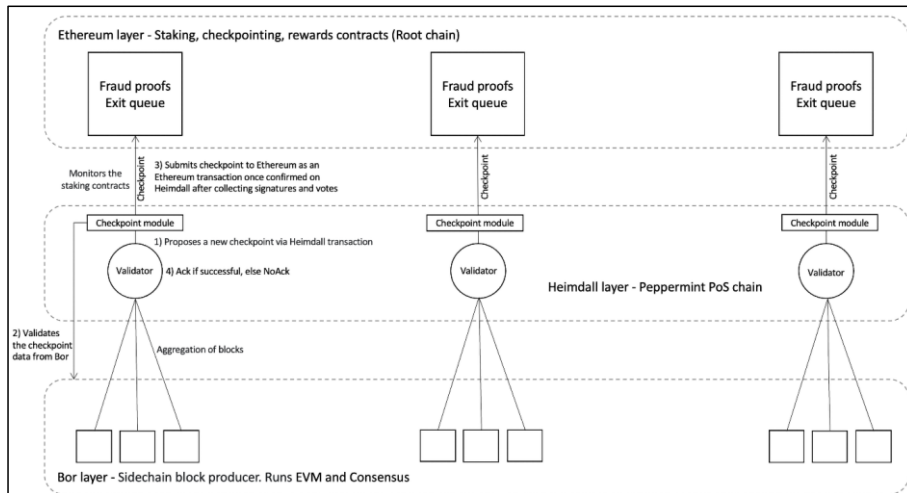 Ethereum layer - Staking, checkpointing, rewards contracts (Root chain)
Fraud proofs
Exit queue
Fraud proofs
Exit queue
Fraud proofs
Exit queue
Monitors the
staking contracts
Checkpoint
3) Submits checkpoint to Ethereum as an
Ethereum transaction once confirmed on
Heimdall after collecting signatures and votes
Checkpoint
Checkpoint
Checkpoint module
Checkpoint module
Checkpoint module
1) Proposes a new checkpoint via Heimdall transaction
Validator
4) Ack if successful, else NoAck
Validator
Validator
Heimdall layer - Peppermint PoS chain
2) Validates
the checkpoint
data from Bor
Aggregation of blocks
Bor layer - Sidechain block producer. Runs EVM and Consensus